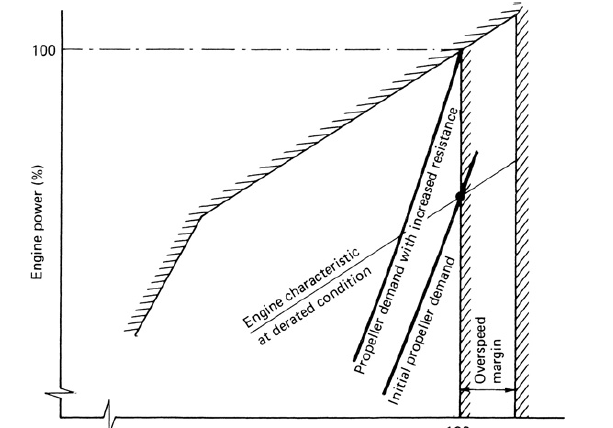 100
Engine power (%)
Engine characteristic
at derated condition
Propeller demand with increased resistance
Initial propeller demand
Overspeed
margin